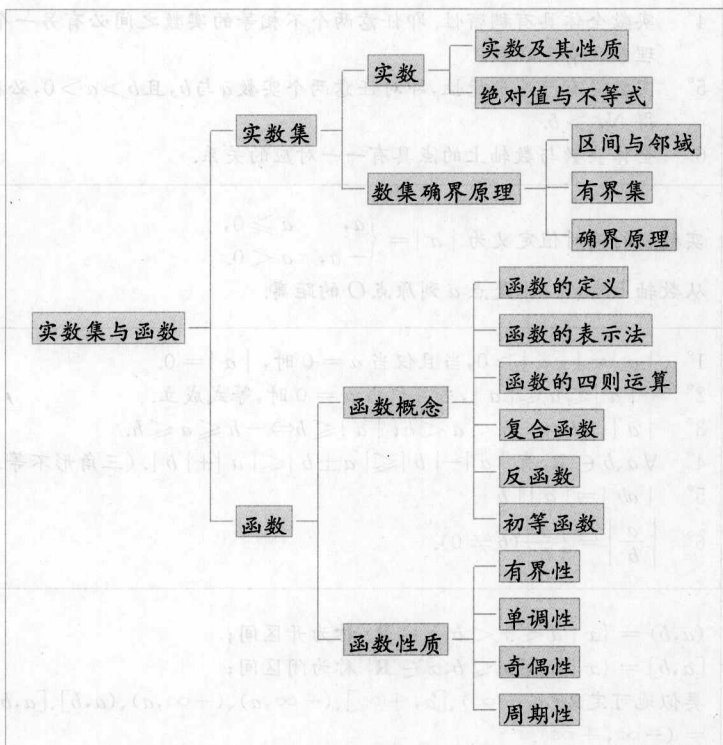 实数及其性质
实数
绝对值与不等式
实数集
区间与邻域
数集确界原理
有界集
确界原理
函数的定义
实数集与函数
函数的表示法
函数的四则运算
函数概念
复合函数
反函数
函数
初等函数
有界性
单调性
函数性质
奇偶性
周期性